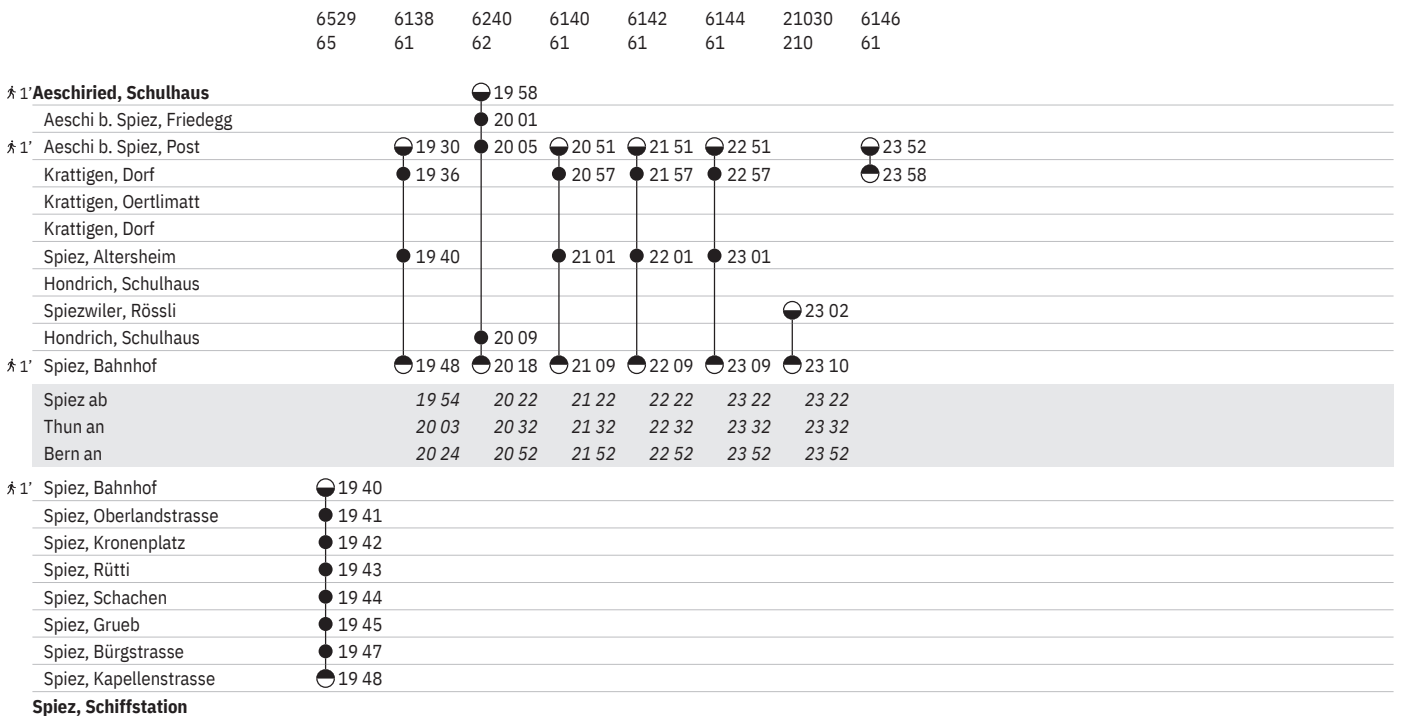 6529 6138 6240 6140 6142 6144 21030 6146
65 61 62 61 61 61 210 61
1’ Aeschiried, Schulhaus 19 58
Aeschi b. Spiez, Friedegg 20 01
1’ Aeschi b. Spiez, Post 19 30 20 05 20 51 21 51 22 51 23 52
Krattigen, Dorf 19 36 20 57 21 57 22 57 23 58
Krattigen, Oertlimatt
Krattigen, Dorf
Spiez, Altersheim 19 40 21 01 22 01 23 01
Hondrich, Schulhaus
Spiezwiler, Rössli 23 02
Hondrich, Schulhaus 20 09
1’ Spiez, Bahnhof 19 48 20 18 21 09 22 09 23 09 23 10
Spiez ab 19 54 20 22 21 22 22 22 23 22 23 22
Thun an 20 03 20 32 21 32 22 32 23 32 23 32
Bern an 20 24 20 52 21 52 22 52 23 52 23 52
1’ Spiez, Bahnhof 19 40
Spiez, Oberlandstrasse 19 41
Spiez, Kronenplatz 19 42
Spiez, Rütti 19 43
Spiez, Schachen 19 44
Spiez, Grueb 19 45
Spiez, Bürgstrasse 19 47
Spiez, Kapellenstrasse 19 48
Spiez, Schiffstation